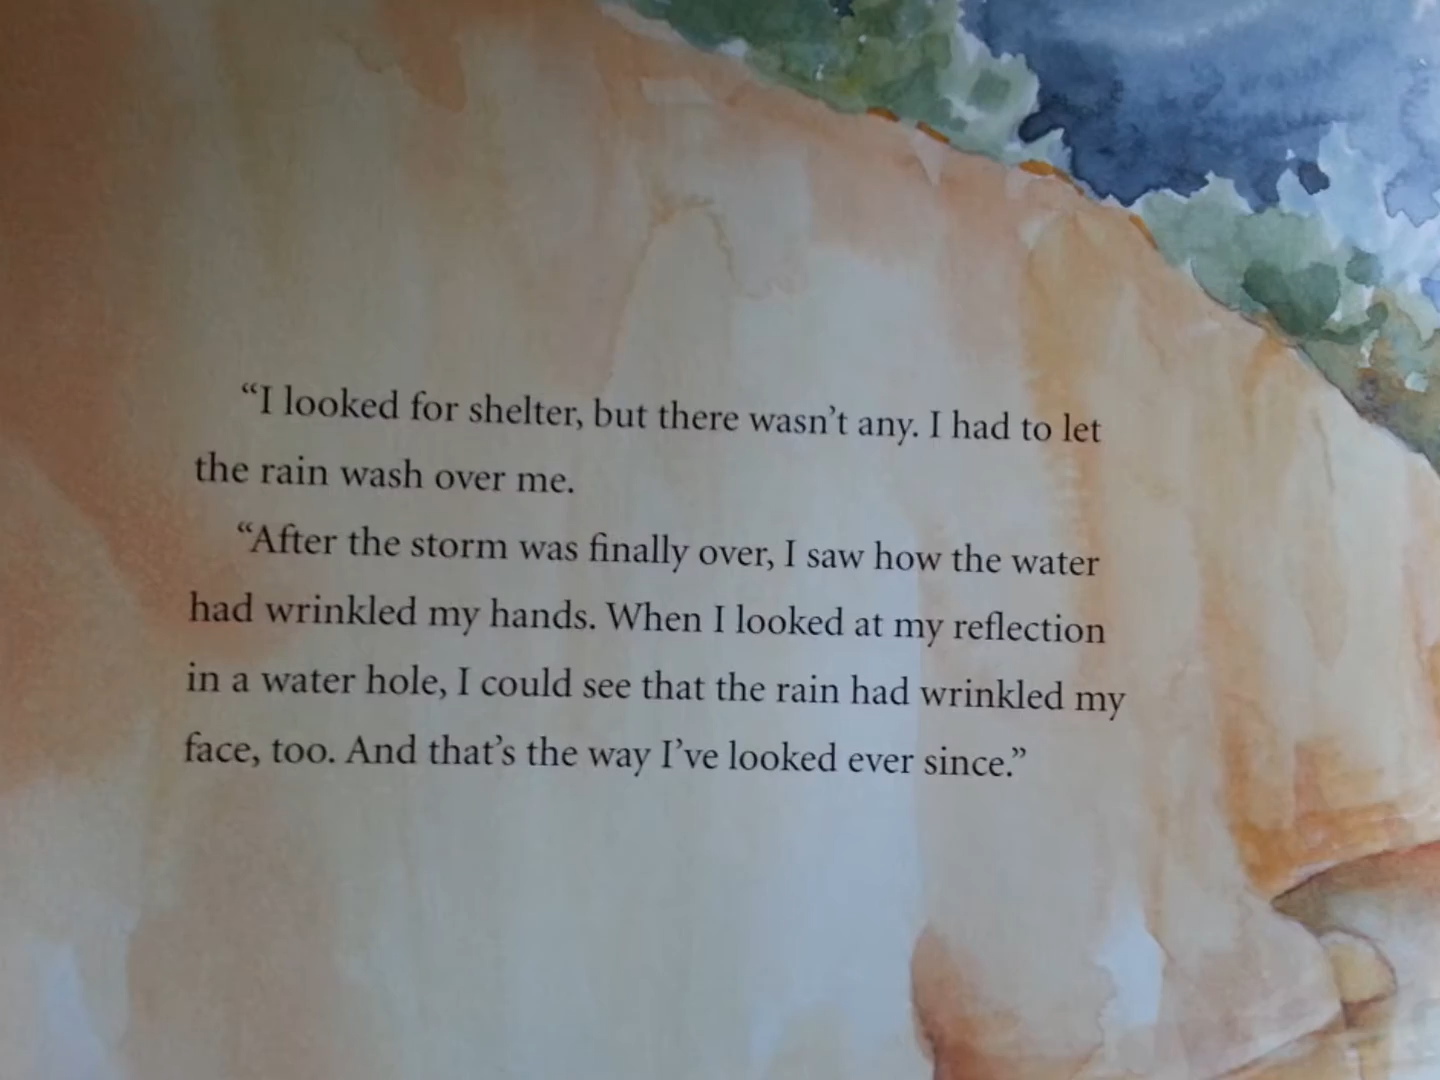 “I looked for shelter, but there wasn’t any. I had to let
the rain wash over me.
“After the storm was finally over, I saw how the water
had wrinkled my hands. When I looked at my reflection
in a water hole, I could see that the rain had wrinkled my
face, too. And that’s the way I’ve looked ever since.”